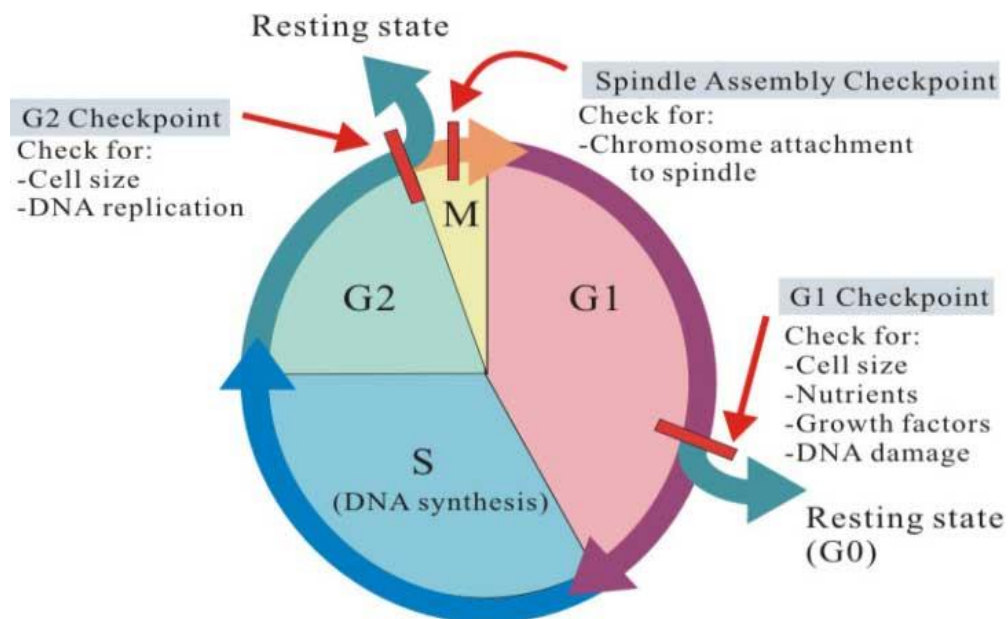 Resting state
G2 Checkpoint
Check for:
-Cell size
-DNA replication
Spindle Assembly Checkpoint
Check for:
-Chromosome attachment
to spindle
M
G2
G1
G1 Checkpoint
Check for:
-Cell size
-Nutrients
-Growth factors
-DNA damage
S
(DNA synthesis)
Resting state
(G0)